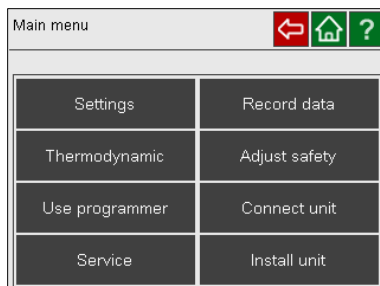 Main menu
?
Settings
Record data
Thermodynamic
Adjust safety
Use programmer
Connect unit
Service
Install unit